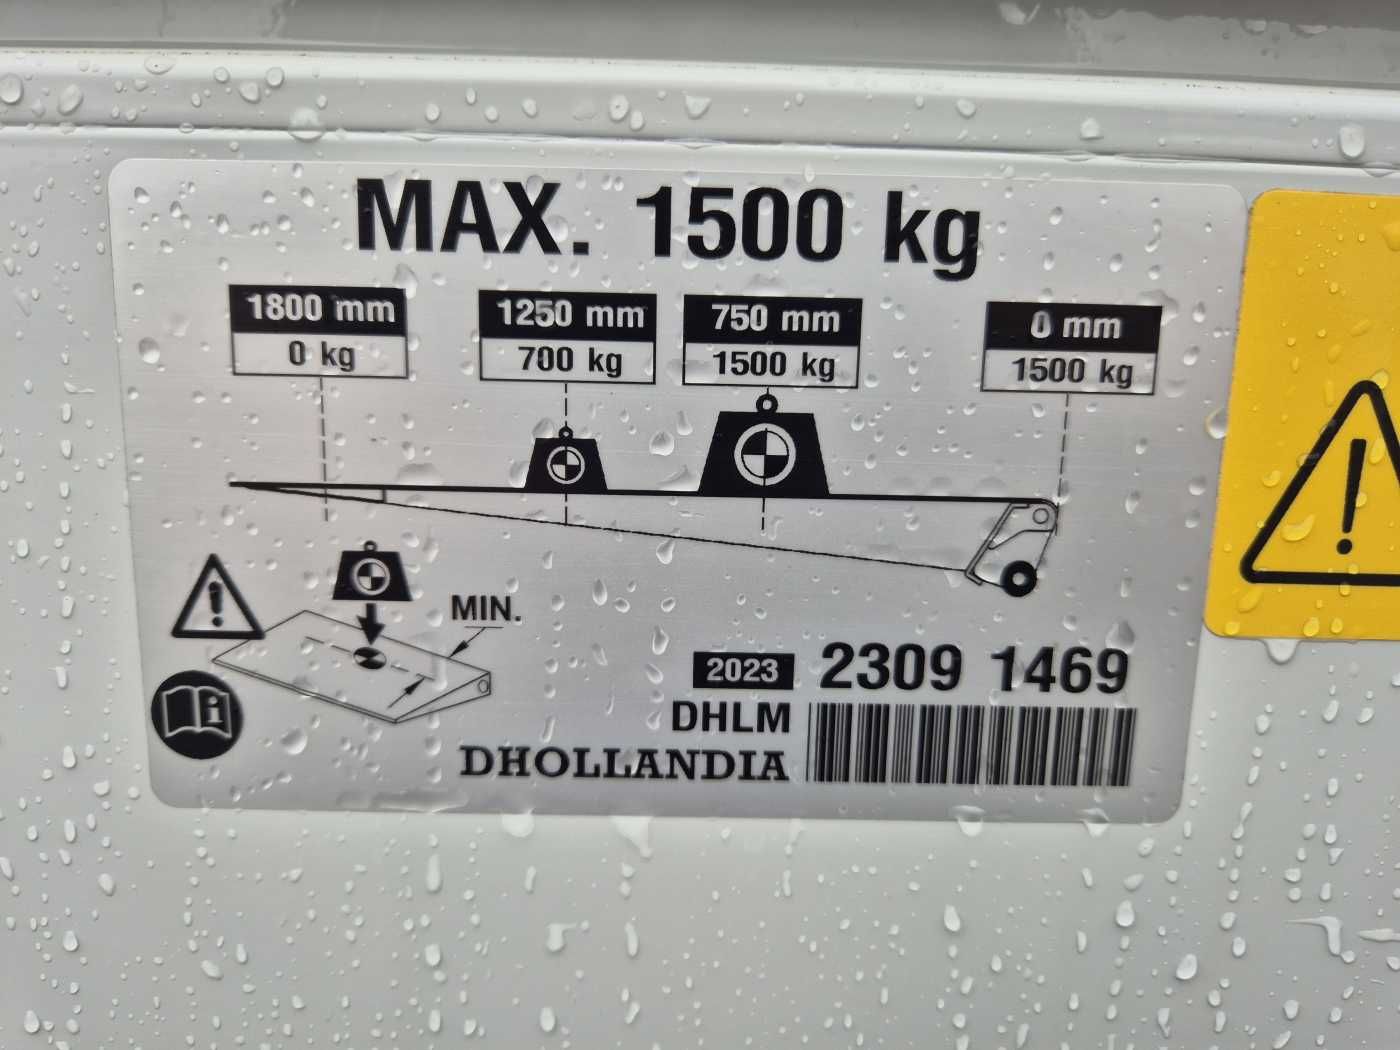 MAX. 1500 kg
1800 mm
0 kg
1250 mm
700 kg
750 mm
1500 kg
0 mm
1500 kg
MIN.
2023 2309 1469
DHLM
DHOLLANDIA